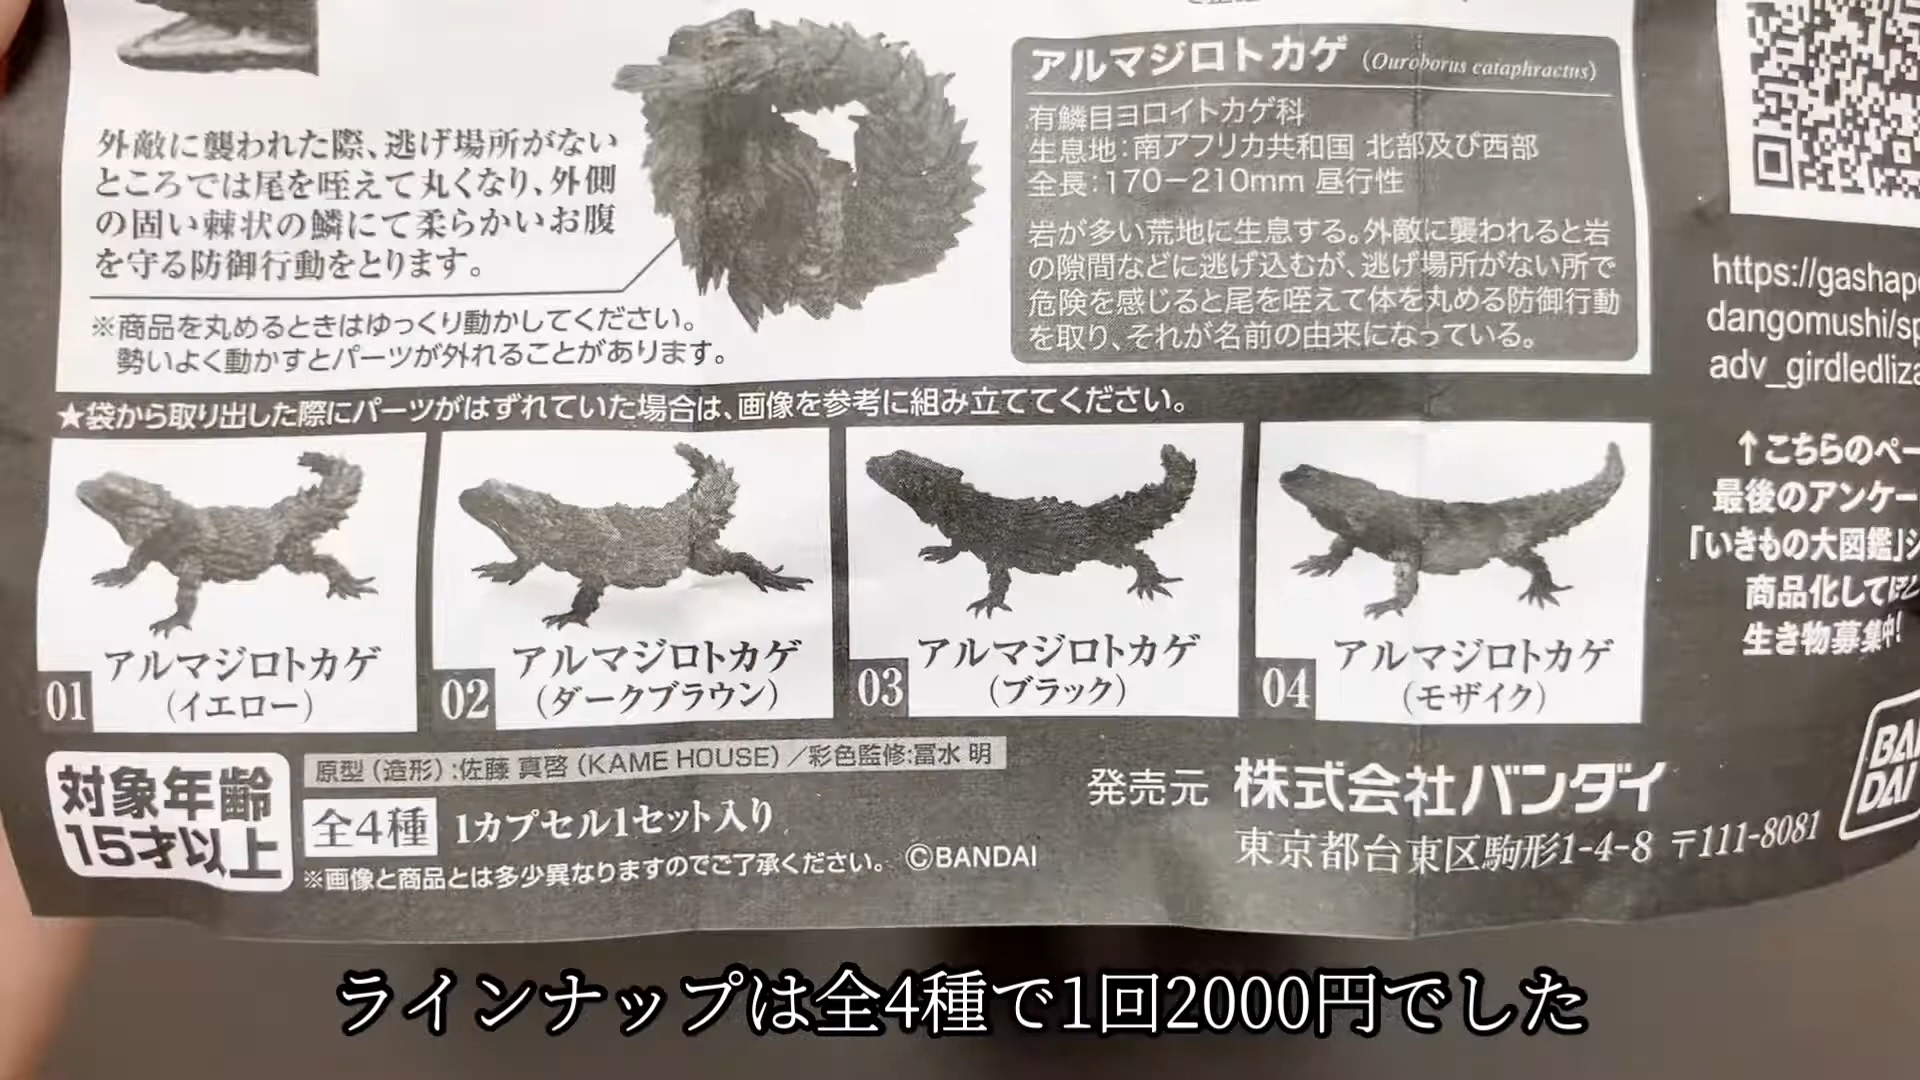 外敵に襲われた際、逃げ場所がない
ところでは尾を咥えて丸くなり、外側
の固い棘状の鱗にて柔らかいお腹
を守る防御行動をとります。
※商品を丸めるときはゆっくり動かしてください。
勢いよく動かすとパーツが外れることがあります。
アルマジロトカゲ (Ouroborus cataphractus)
有鱗目ヨロイトカゲ科
生息地:南アフリカ共和国 北部及び西部
全長:170-210mm 昼行性
岩が多い荒地に生息する。外敵に襲われると岩
の隙間などに逃げ込むが、逃げ場所がない所で
危険を感じると尾を咥えて体を丸める防御行動
を取り、それが名前の由来になっている。
https://gashap
dangomushi/sp
adv_girdledliza
↑こちらのペー
最後のアンケー
「いきもの大図鑑」シ
商品化してほ
生き物募集中!
★袋から取り出した際にパーツがはずれていた場合は、画像を参考に組み立ててください。
01 アルマジロトカゲ
(イエロー)
02 アルマジロトカゲ
(ダークブラウン)
03 アルマジロトカゲ
(ブラック)
04 アルマジロトカゲ
(モザイク)
対象年齢
15才以上
原型(造形):佐藤 真啓(KAME HOUSE)/彩色監修:冨水 明
全4種 1カプセル1セット入り
※画像と商品とは多少異なりますのでご了承ください。 ©BANDAI
発売元 株式会社バンダイ
東京都台東区駒形1-4-8 〒111-8081
BAN
DAI
ラインナップは全4種で1回2000円でした